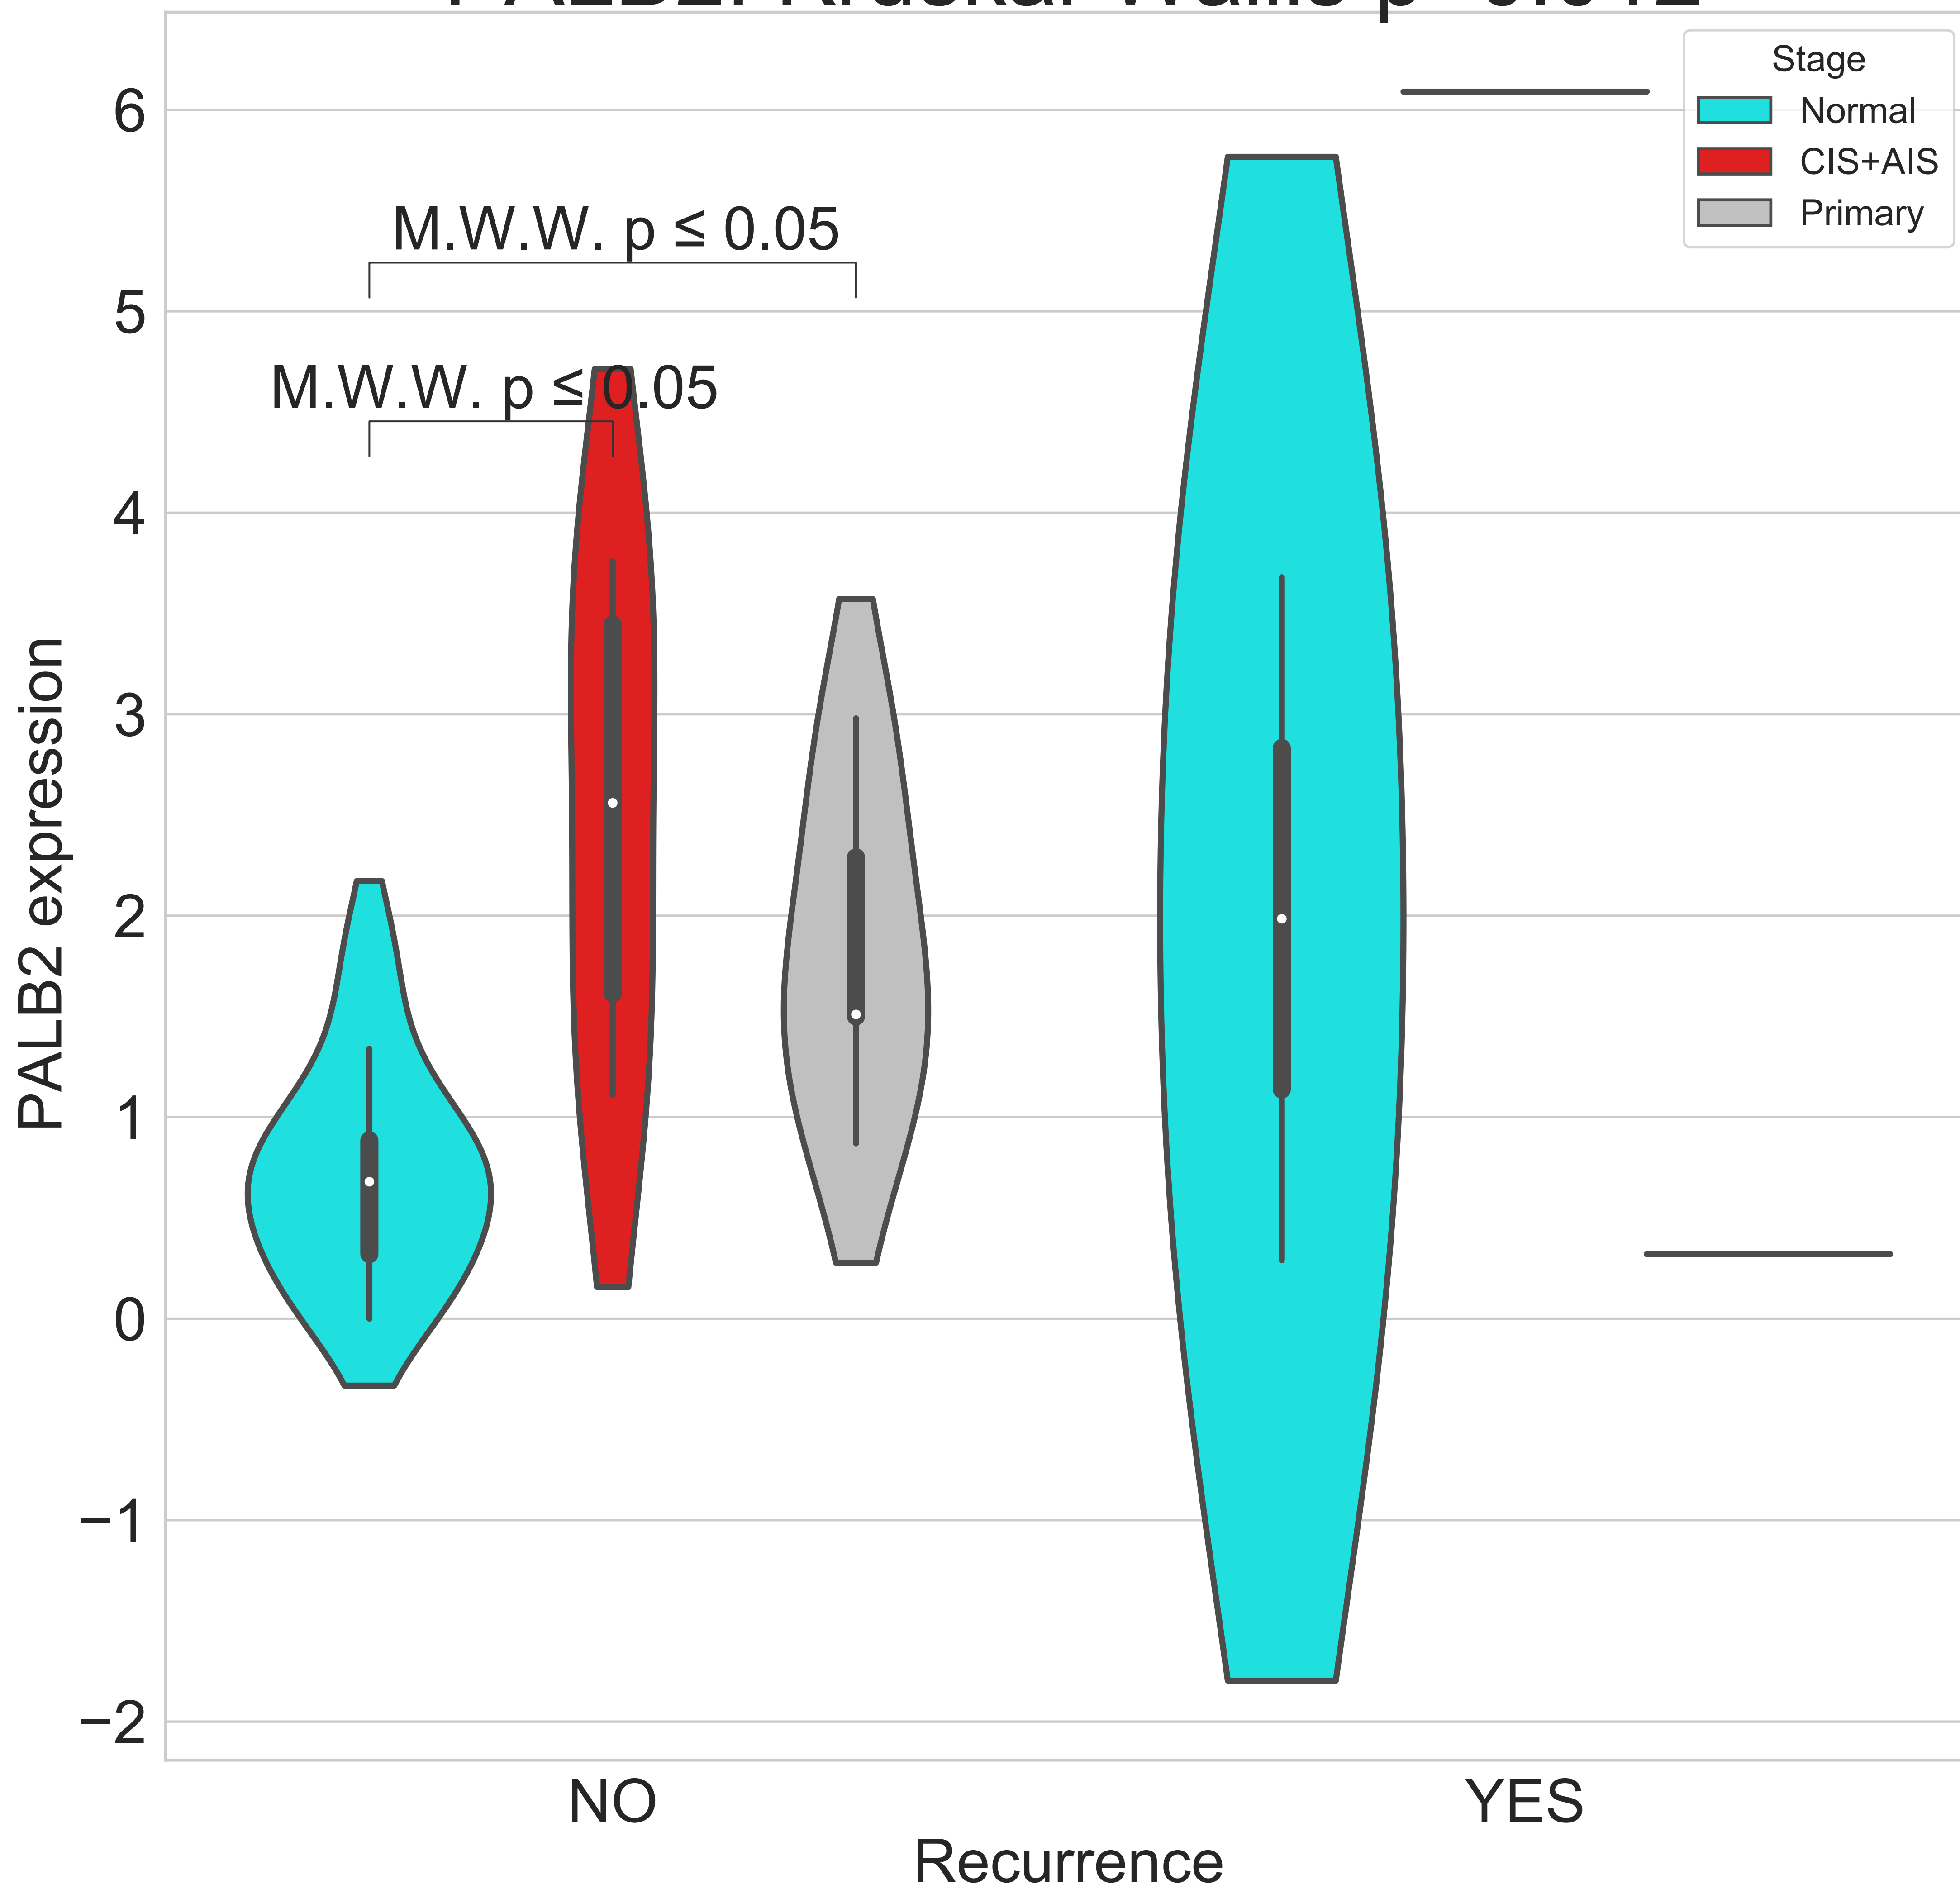 Stage
Normal
CIS+AIS
Primary
M.W.W. p ≤ 0.05
M.W.W. p ≤ 0.05
6
5
4
3
2
1
0
−1
−2
PALB2 expression
NO
YES
Recurrence